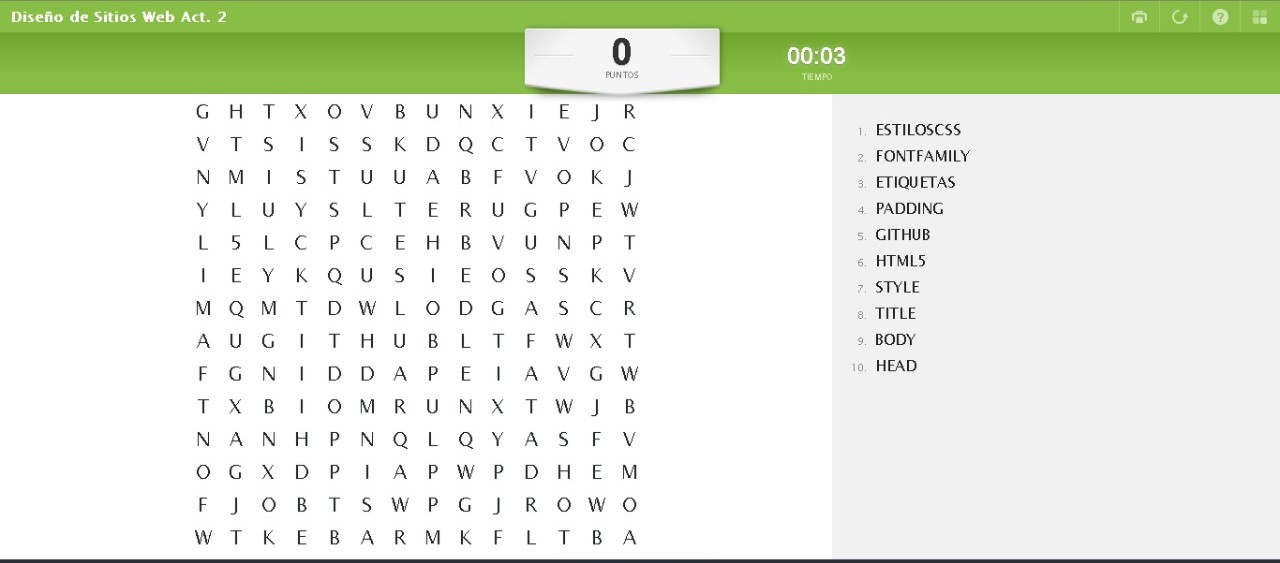 Diseño de Sitios Web Act. 2
0
PUNTOS
00:03
TIEMPO
G H T X O V B U N X I E J R
V T S I S S K D Q C T V O C
N M I S T U U A B F V O K J
Y L U Y S L T E R U G P E W
L 5 L C P C E H B V U N P T
I E Y K Q U S I E O S S K V
M Q M T D W L O D G A S C R
A U G I T H U B L T F W X T
F G N I D D A P E I A V G W
T X B I O M R U N X T W J B
N A N H P N Q L Q Y A S F V
O G X D P I A P W P D H E M
F J O B T S W P G J R O W O
W T K E B A R M K F L T B A
1. ESTILOSCSS
2. FONTFAMILY
3. ETIQUETAS
4. PADDING
5. GITHUB
6. HTML5
7. STYLE
8. TITLE
9. BODY
10. HEAD